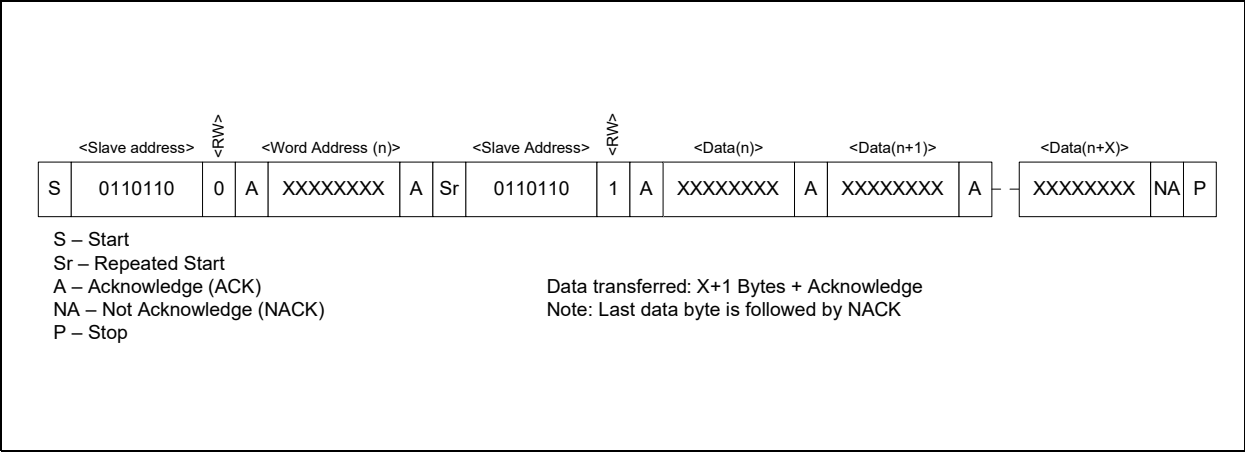 <Slave address> <RW> <Word Address (n)> <Slave Address> <RW> <Data(n)> <Data(n+1)> <Data(n+X)>
S 0110110 0 A XXXXXXXX A Sr 0110110 1 A XXXXXXXX A XXXXXXXX A XXXXXXXX NA P
S – Start
Sr – Repeated Start
A – Acknowledge (ACK)
NA – Not Acknowledge (NACK)
P – Stop
Data transferred: X+1 Bytes + Acknowledge
Note: Last data byte is followed by NACK